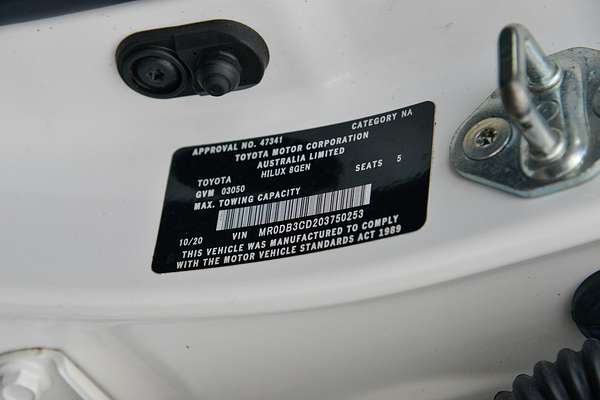 APPROVAL NO. 47341 CATEGORY NA
TOYOTA MOTOR CORPORATION
AUSTRALIA LIMITED
TOYOTA HILUX 8GEN SEATS 5
GVM 03050
MAX. TOWING CAPACITY
10/20 VIN MR0DB3CD203750253
THIS VEHICLE WAS MANUFACTURED TO COMPLY
WITH THE MOTOR VEHICLE STANDARDS ACT 1989